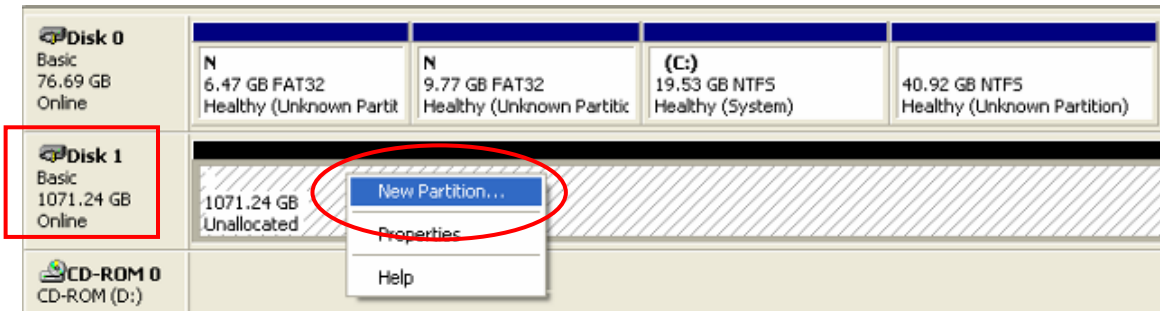 Disk 0
Basic
76.69 GB
Online
N
6.47 GB FAT32
Healthy (Unknown Partit
N
9.77 GB FAT32
Healthy (Unknown Partitic
(C:)
19.53 GB NTFS
Healthy (System)
40.92 GB NTFS
Healthy (Unknown Partition)
Disk 1
Basic
1071.24 GB
Online
1071.24 GB
Unallocated
New Partition...
Properties
Help
CD-ROM 0
CD-ROM (D:)